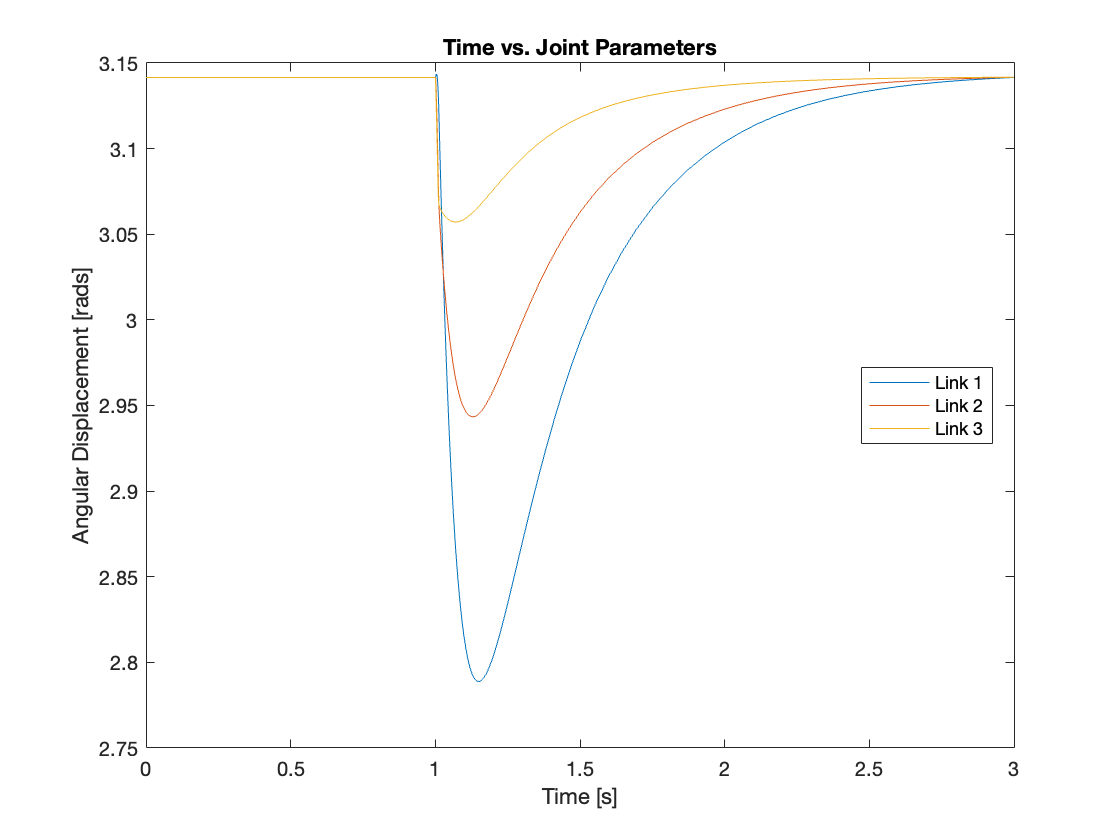 Time vs. Joint Parameters
3.15
3.1
3.05
3
2.95
2.9
2.85
2.8
2.75
Angular Displacement [rads]
Link 1
Link 2
Link 3
0 0.5 1 1.5 2 2.5 3
Time [s]